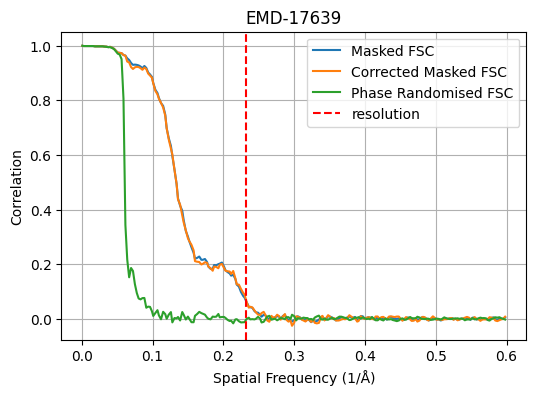 EMD-17639
Masked FSC
Corrected Masked FSC
Phase Randomised FSC
resolution
Correlation
1.0
0.8
0.6
0.4
0.2
0.0
0.0 0.1 0.2 0.3 0.4 0.5 0.6
Spatial Frequency (1/Å)